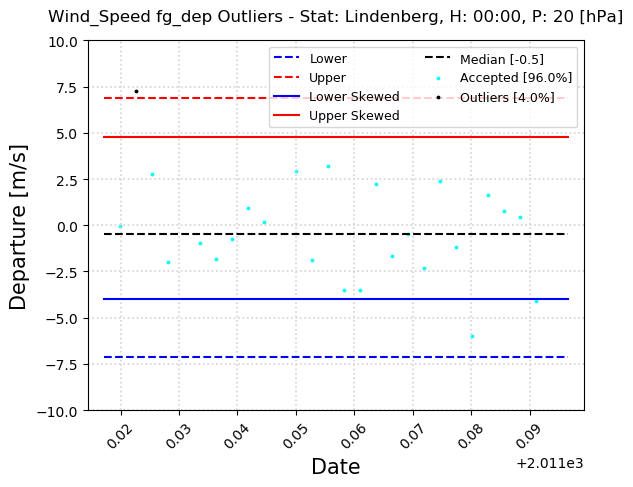 Wind_Speed fg_dep Outliers - Stat: Lindenberg, H: 00:00, P: 20 [hPa]
Departure [m/s]
10.0
7.5
5.0
2.5
0.0
−2.5
−5.0
−7.5
−10.0
Lower
Upper
Lower Skewed
Upper Skewed
Median [-0.5]
Accepted [96.0%]
Outliers [4.0%]
0.02
0.03
0.04
0.05
0.06
0.07
0.08
0.09
+2.011e3
Date